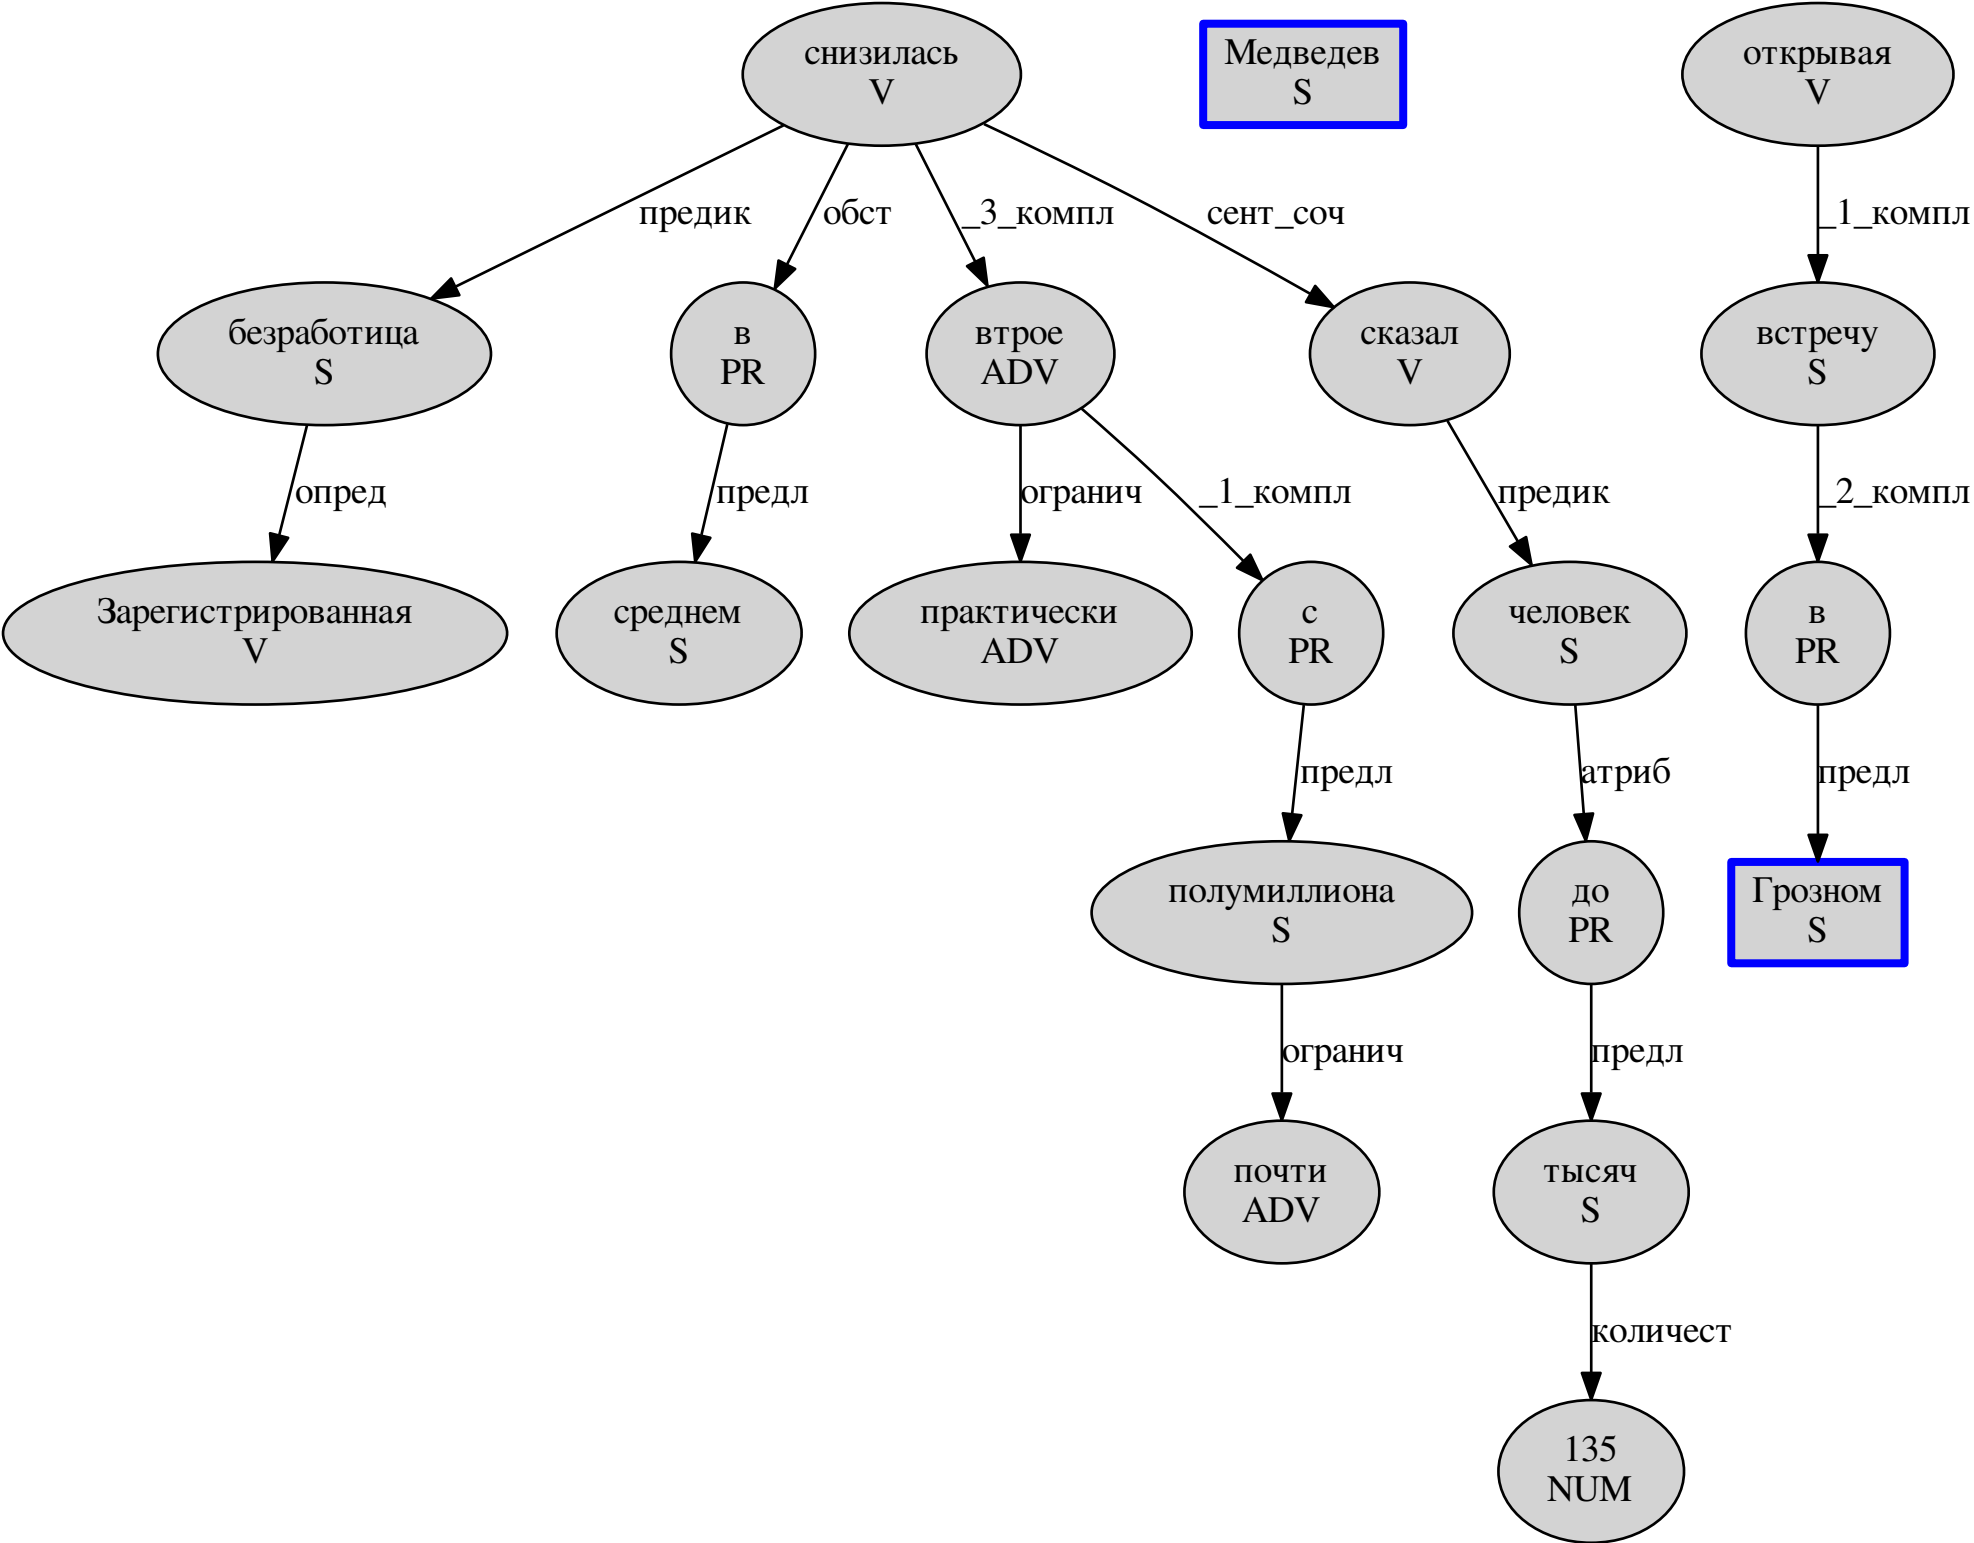 снизилась
V
Медведев
S
открывая
V
предик
обст
_3_компл
сент_соч
_1_компл
безработица
S
в
PR
втрое
ADV
сказал
V
встречу
S
опред
предл
огранич
_1_компл
предик
_2_компл
Зарегистрированная
V
среднем
S
практически
ADV
с
PR
человек
S
в
PR
предл
атриб
предл
полумиллиона
S
до
PR
Грозном
S
огранич
предл
почти
ADV
тысяч
S
количест
135
NUM